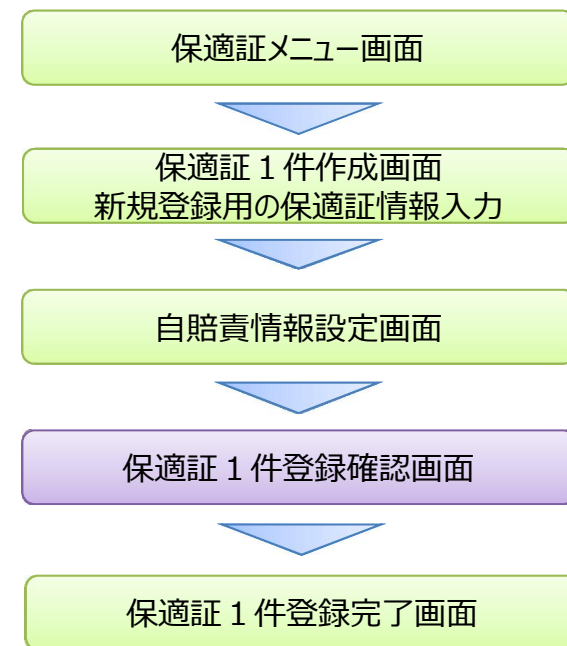 保適証メニュー画面
保適証１件作成画面
新規登録用の保適証情報入力
自賠責情報設定画面
保適証１件登録確認画面
保適証１件登録完了画面